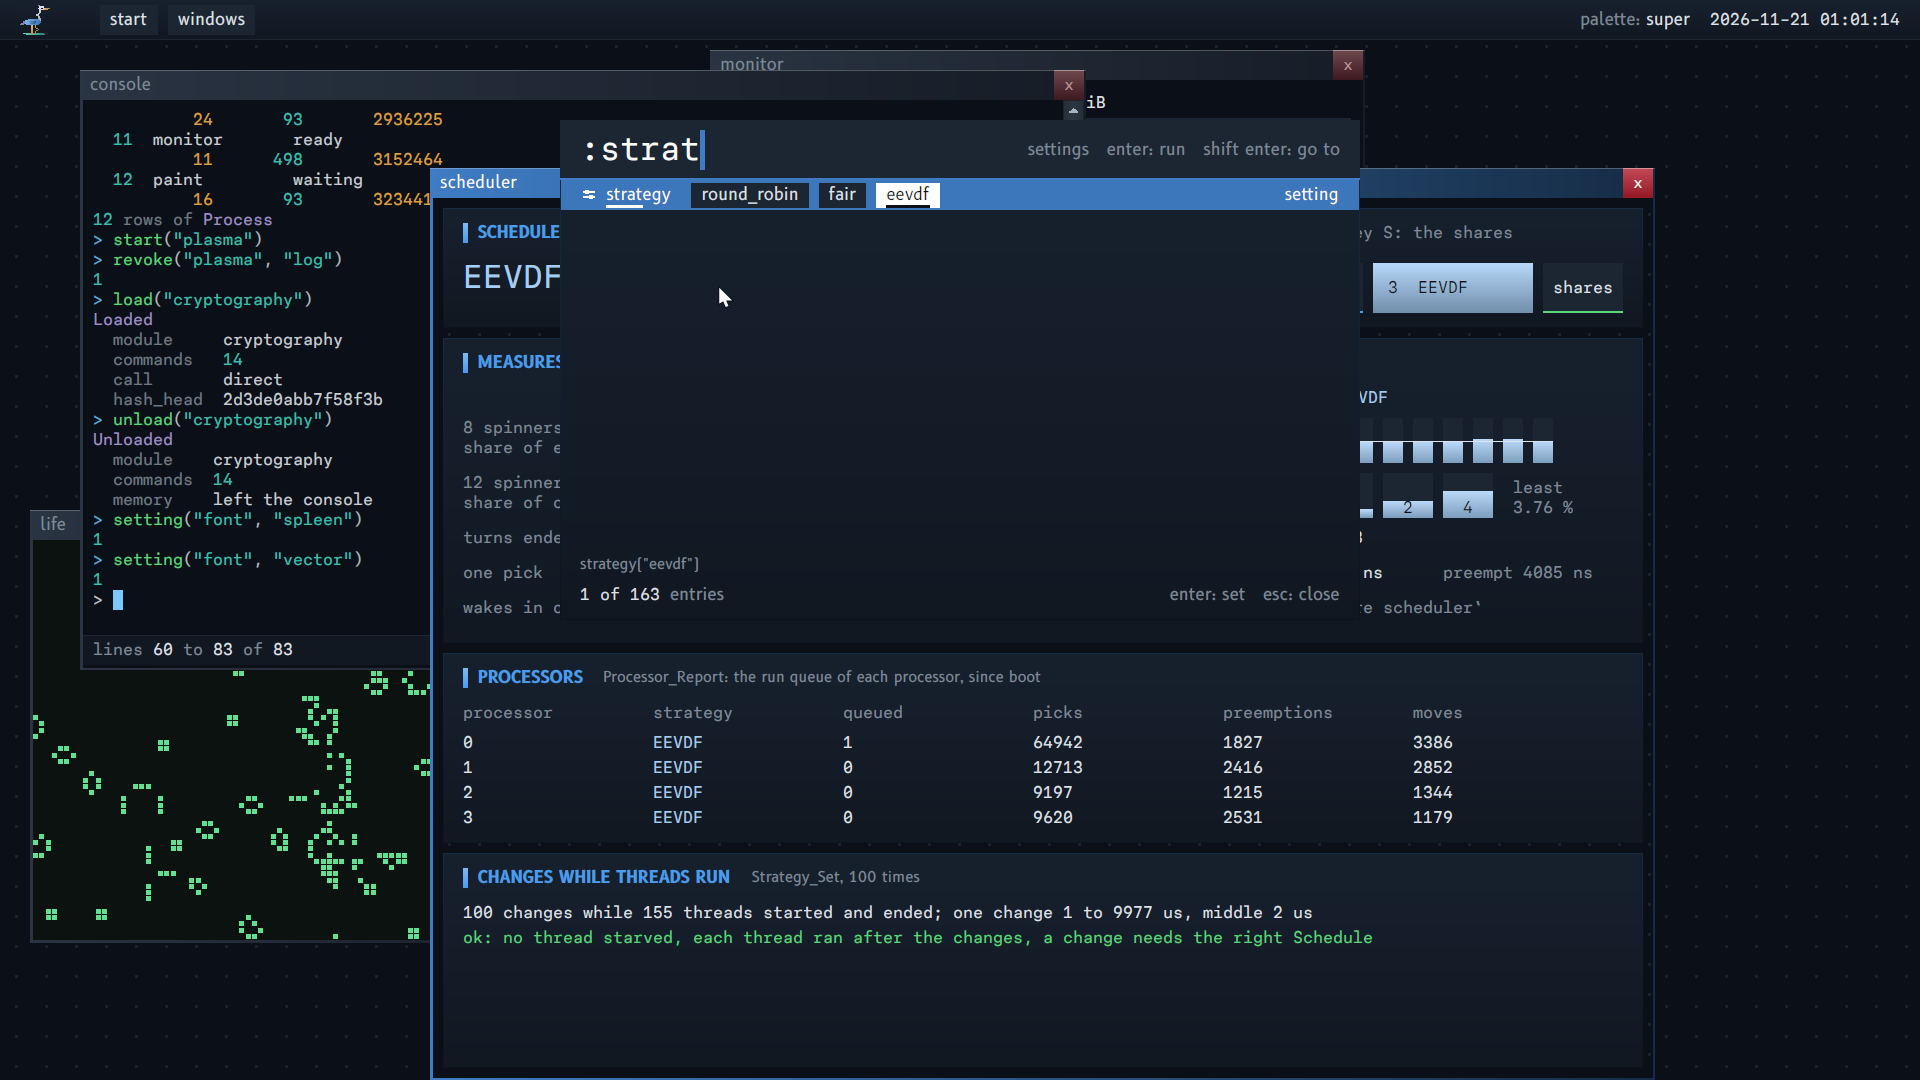 start windows palette: super 2026-11-21 01:01:14
monitor x
iB
console x
24 93 2936225
11 monitor ready
11 498 3152464
12 paint waiting
16 93 323441
12 rows of Process
> start("plasma")
> revoke("plasma", "log")
1
> load("cryptography")
Loaded
module cryptography
commands 14
call direct
hash_head 2d3de0abb7f58f3b
> unload("cryptography")
Unloaded
module cryptography
commands 14
memory left the console
> setting("font", "spleen")
1
> setting("font", "vector")
1
>
lines 60 to 83 of 83
life
:strat settings enter: run shift enter: go to
strategy round_robin fair eevdf setting
strategy["eevdf"]
1 of 163 entries enter: set esc: close
scheduler x
SCHEDULE
ey S: the shares
EEVDF
3 EEVDF shares
MEASURES
VDF
8 spinners
share of e
12 spinner
share of c
2 4 least
3.76 %
turns ende
one pick ns preempt 4085 ns
wakes in c e scheduler`
PROCESSORS Processor_Report: the run queue of each processor, since boot
processor strategy queued picks preemptions moves
0 EEVDF 1 64942 1827 3386
1 EEVDF 0 12713 2416 2852
2 EEVDF 0 9197 1215 1344
3 EEVDF 0 9620 2531 1179
CHANGES WHILE THREADS RUN Strategy_Set, 100 times
100 changes while 155 threads started and ended; one change 1 to 9977 us, middle 2 us
ok: no thread starved, each thread ran after the changes, a change needs the right Schedule